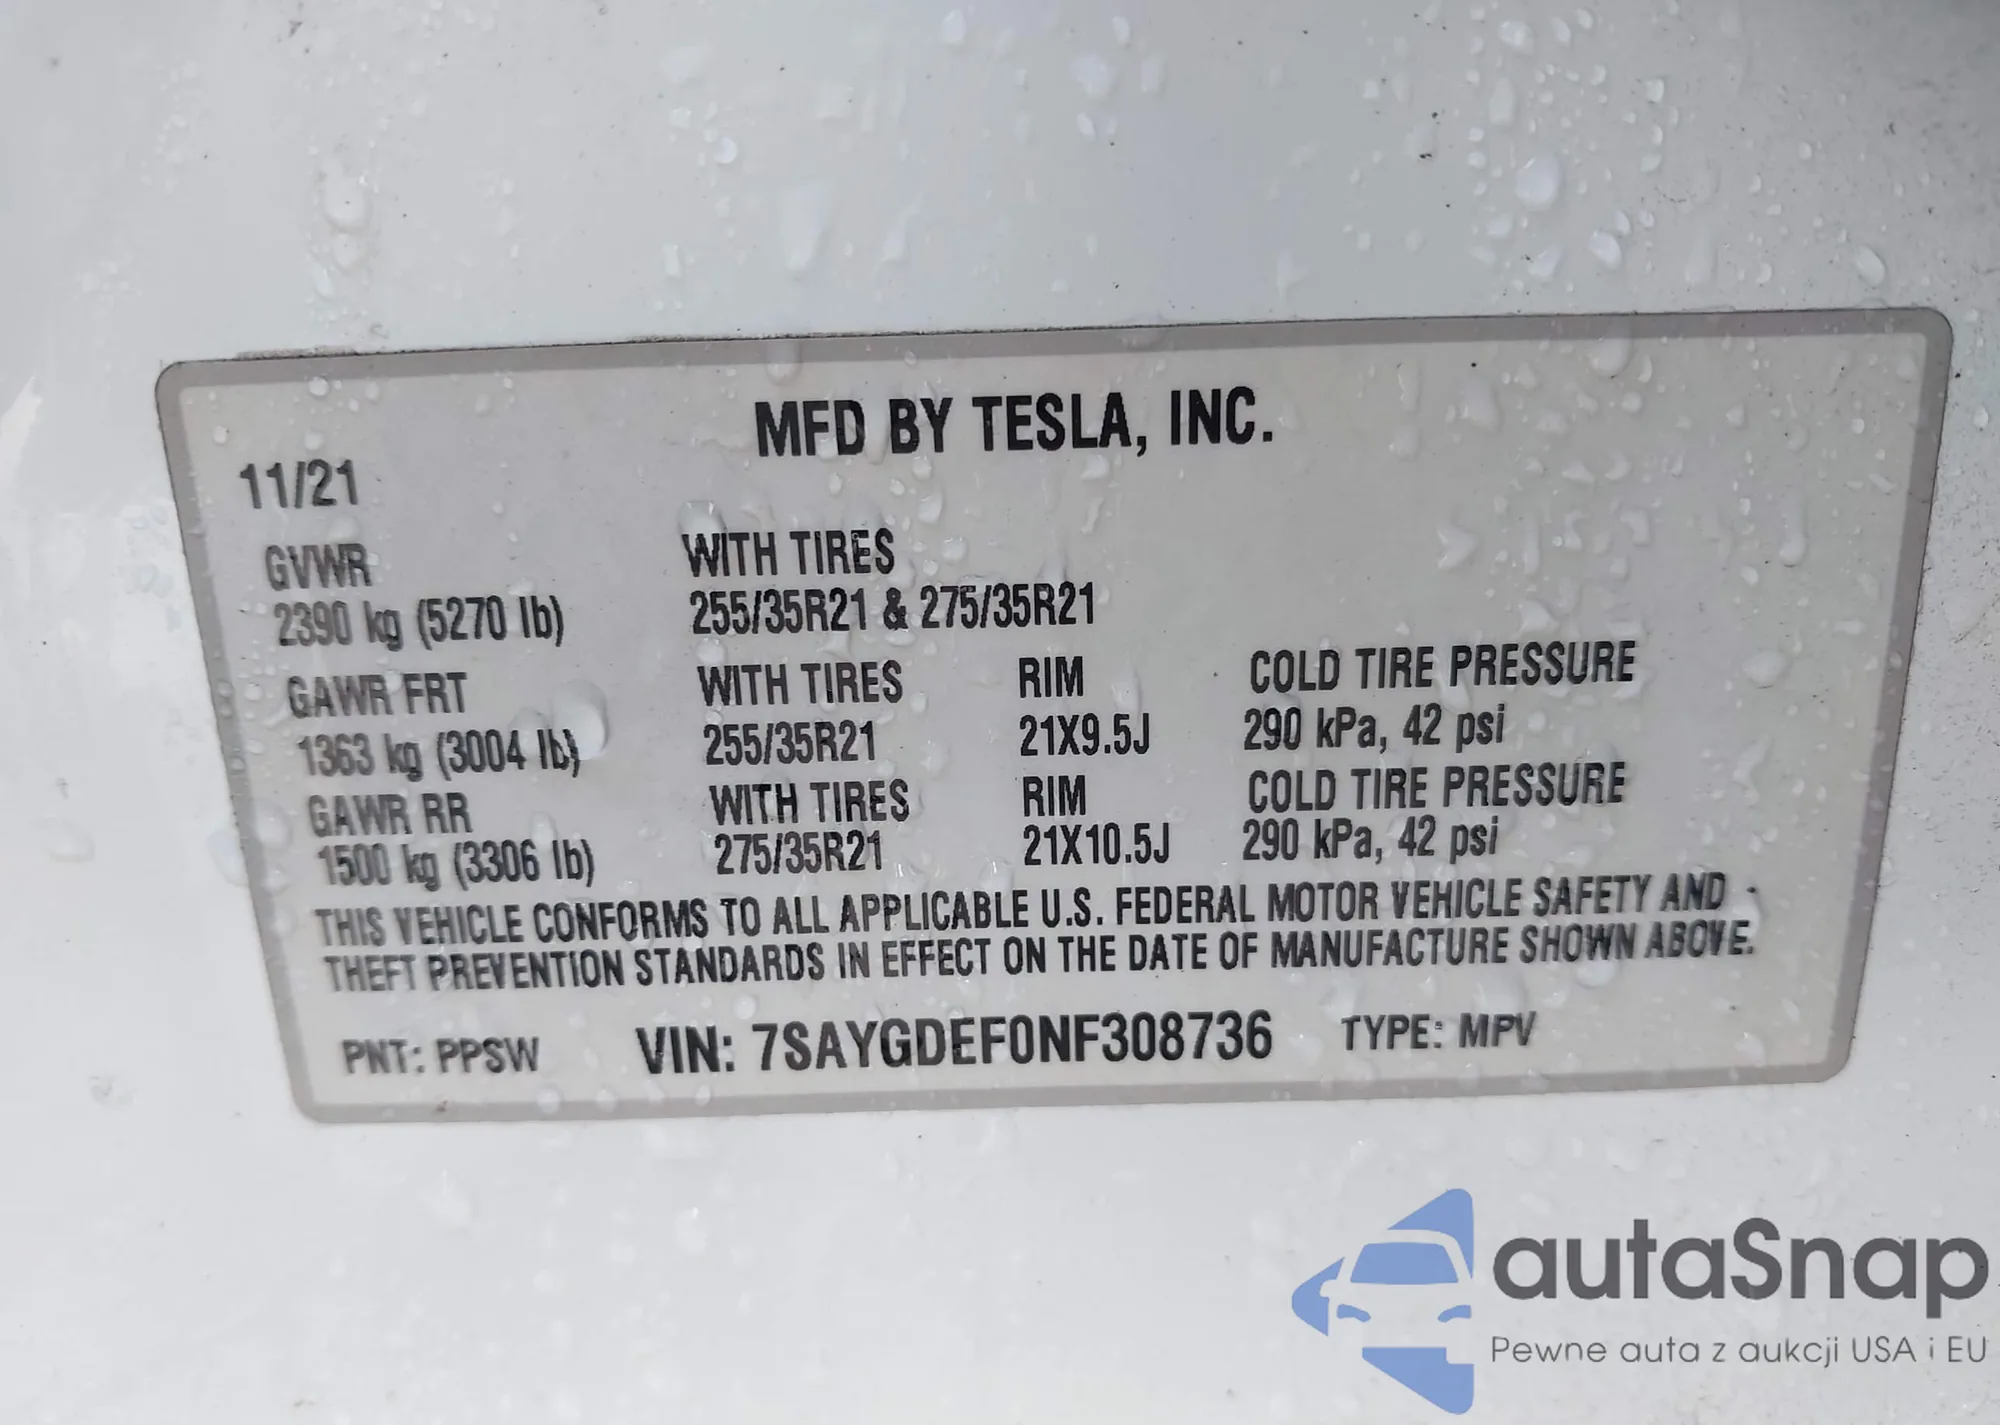 MFD BY TESLA, INC.
11/21
GVWR WITH TIRES
2390 kg (5270 lb) 255/35R21 & 275/35R21
GAWR FRT WITH TIRES RIM COLD TIRE PRESSURE
1363 kg (3004 lb) 255/35R21 21X9.5J 290 kPa, 42 psi
GAWR RR WITH TIRES RIM COLD TIRE PRESSURE
1500 kg (3306 lb) 275/35R21 21X10.5J 290 kPa, 42 psi
THIS VEHICLE CONFORMS TO ALL APPLICABLE U.S. FEDERAL MOTOR VEHICLE SAFETY AND
THEFT PREVENTION STANDARDS IN EFFECT ON THE DATE OF MANUFACTURE SHOWN ABOVE.
PNT: PPSW VIN: 7SAYGDEF0NF308736 TYPE: MPV
autaSnap
Pewne auta z aukcji USA i EU